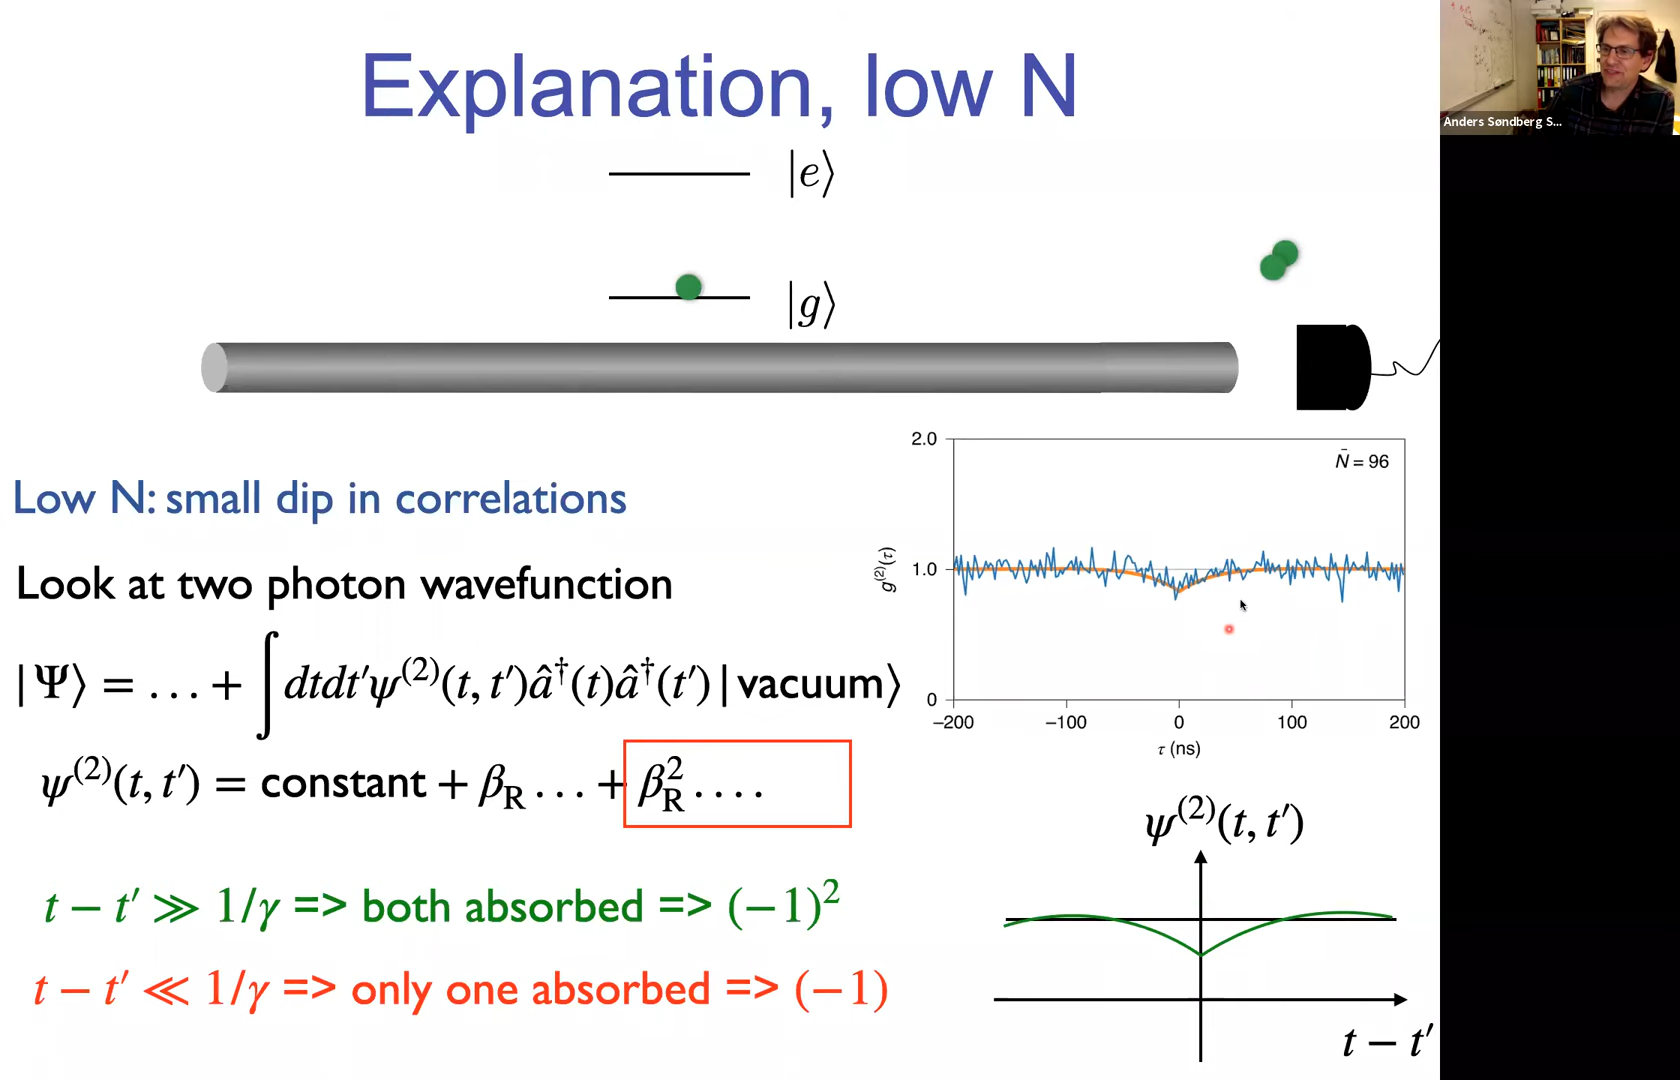 Explanation, low N
Anders Søndberg S...
|e⟩
|g⟩
Low N: small dip in correlations
Look at two photon wavefunction
|Ψ⟩ = … + ∫ dtdt′ψ⁽²⁾(t, t′)â†(t)â†(t′)|vacuum⟩
ψ⁽²⁾(t, t′) = constant + β_R … + β_R² ….
t − t′ ≫ 1/γ => both absorbed => (−1)²
t − t′ ≪ 1/γ => only one absorbed => (−1)
2.0
N̄ = 96
g⁽²⁾(τ)
1.0
0
−200 −100 0 100 200
τ (ns)
ψ⁽²⁾(t, t′)
t − t′